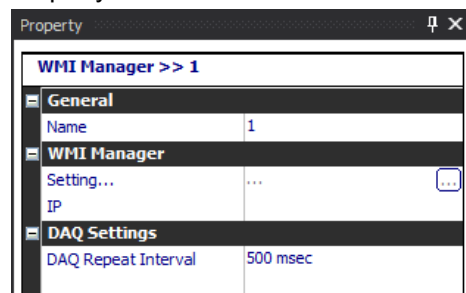 Property
WMI Manager >> 1
General
Name 1
WMI Manager
Setting... ... ...
IP
DAQ Settings
DAQ Repeat Interval 500 msec